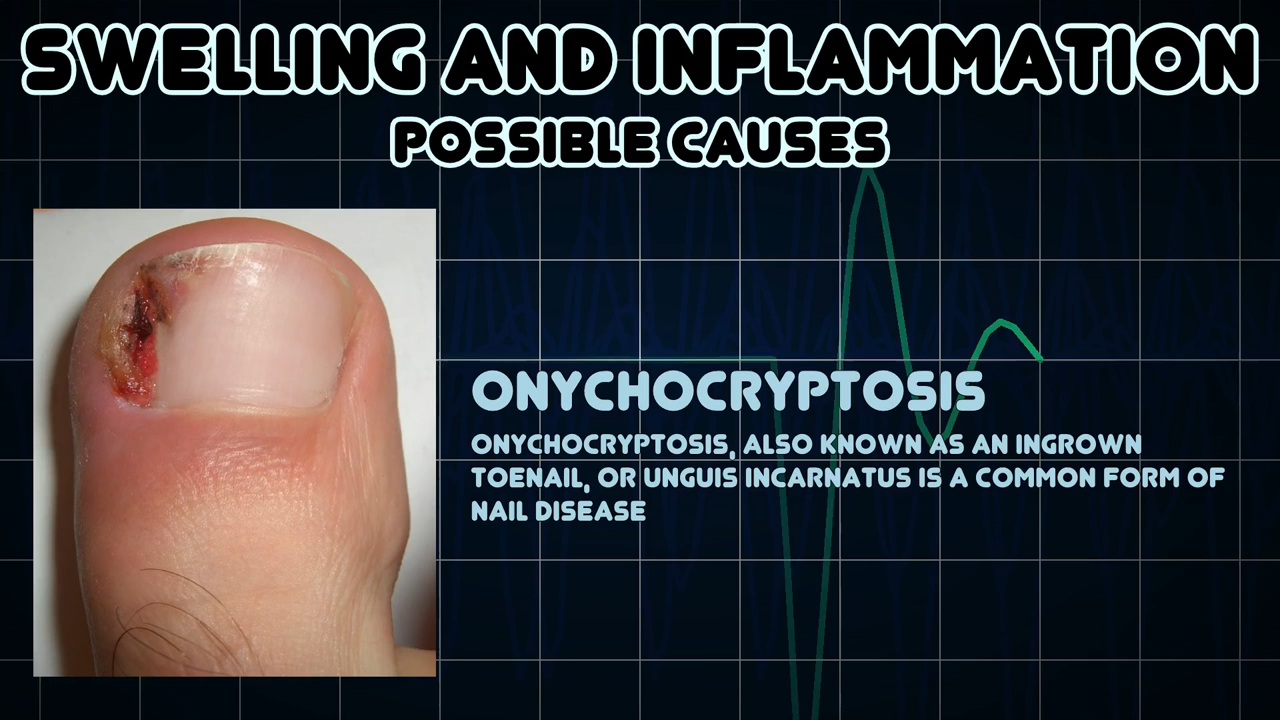 SWELLING AND INFLAMMATION
POSSIBLE CAUSES
ONYCHOCRYPTOSIS
ONYCHOCRYPTOSIS, ALSO KNOWN AS AN INGROWN
TOENAIL, OR UNGUIS INCARNATUS IS A COMMON FORM OF
NAIL DISEASE